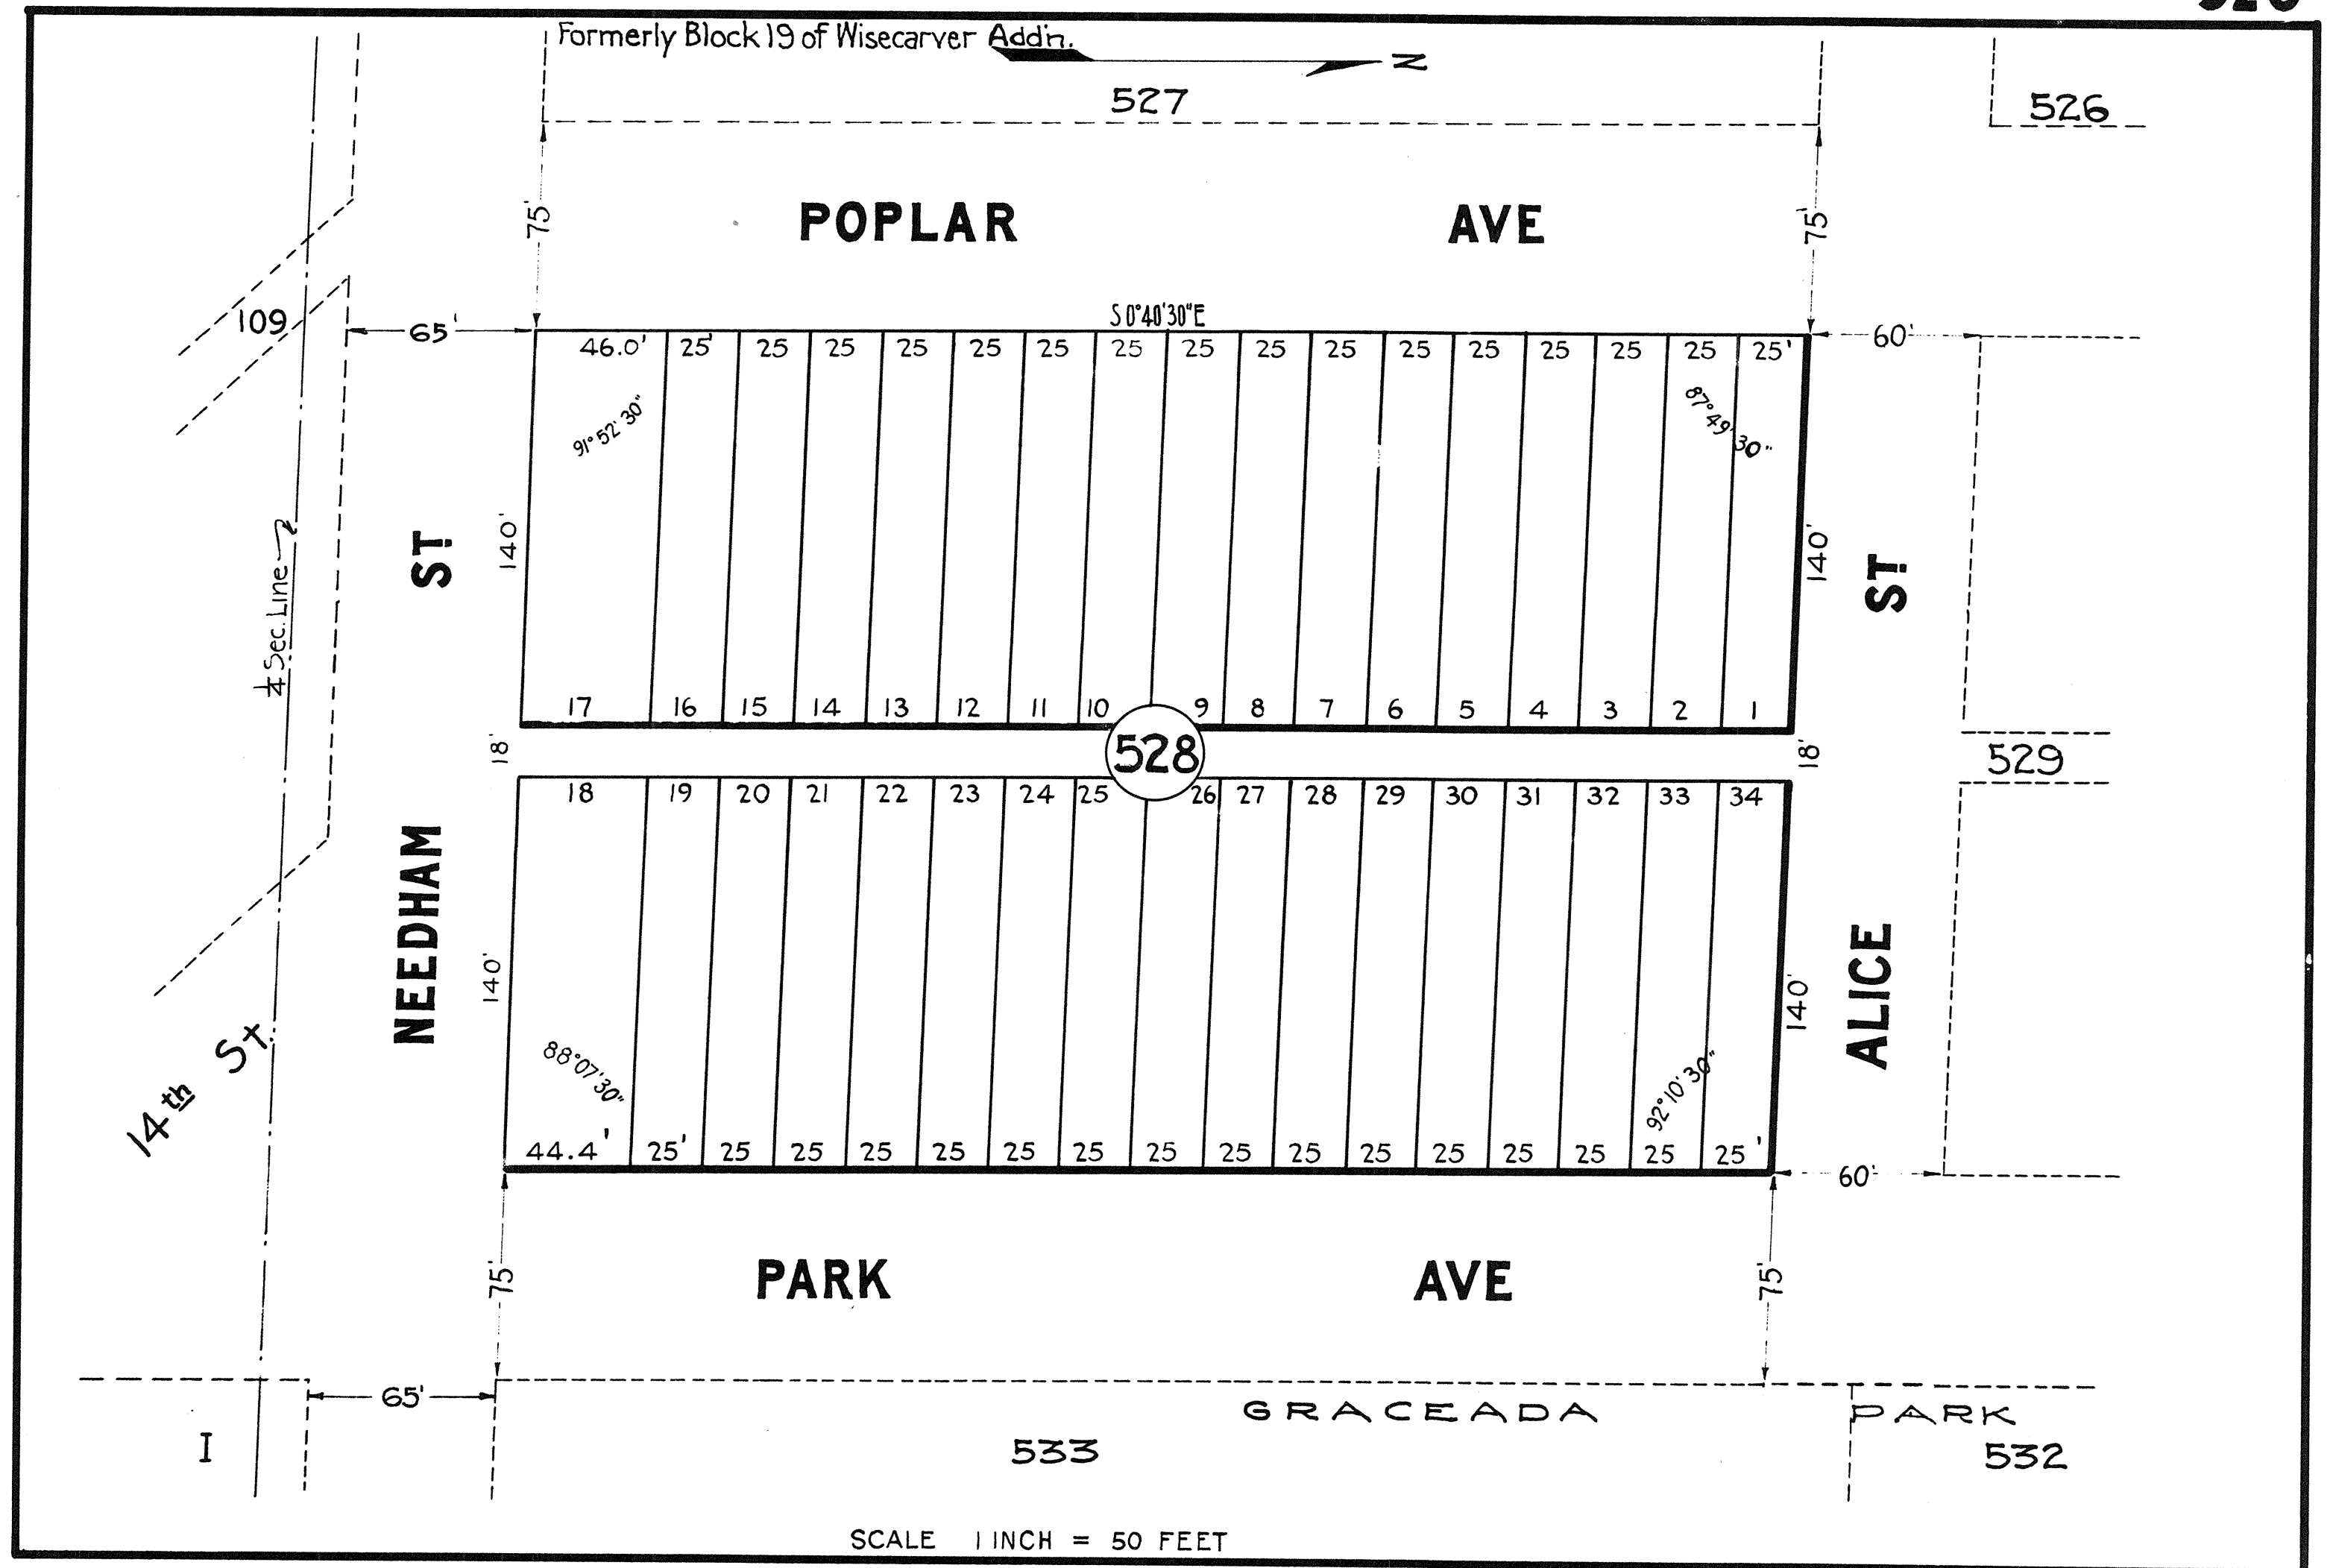 Formerly Block 19 of Wisecarver Add'n.
N
527
526
75'
POPLAR AVE
75'
109
65'
S 0°40'30"E
60'
46.0' 25' 25 25 25 25 25 25 25 25 25 25 25 25 25 25 25'
91°52'30"
87°49'30"
140'
140'
ST
ST
¼ Sec. Line
17 16 15 14 13 12 11 10 9 8 7 6 5 4 3 2 1
18'
528
18'
529
18 19 20 21 22 23 24 25 26 27 28 29 30 31 32 33 34
NEEDHAM
ALICE
140'
140'
88°07'30"
92°10'30"
14th St.
44.4' 25' 25 25 25 25 25 25 25 25 25 25 25 25 25 25 25'
60'
75'
PARK AVE
75'
65'
GRACEADA PARK
I
533
532
SCALE 1 INCH = 50 FEET